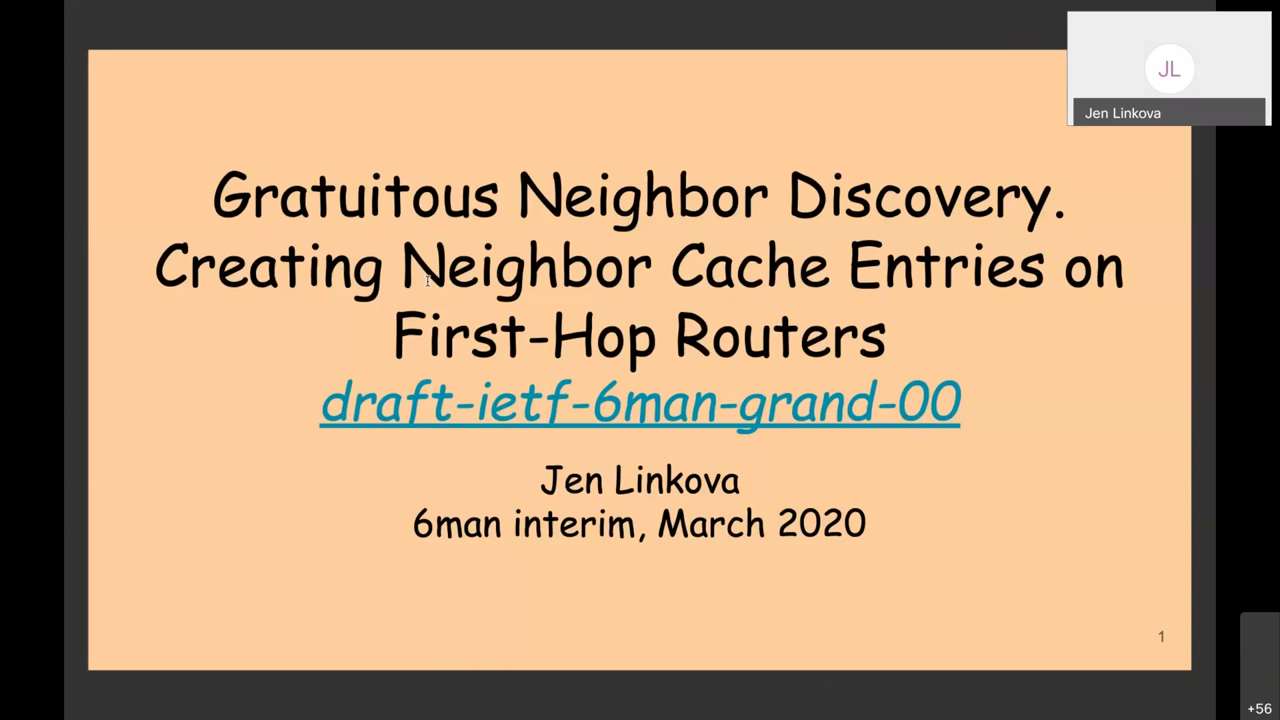 JL
Jen Linkova
Gratuitous Neighbor Discovery.
Creating Neighbor Cache Entries on
First-Hop Routers
draft-ietf-6man-grand-00
Jen Linkova
6man interim, March 2020
1
+56